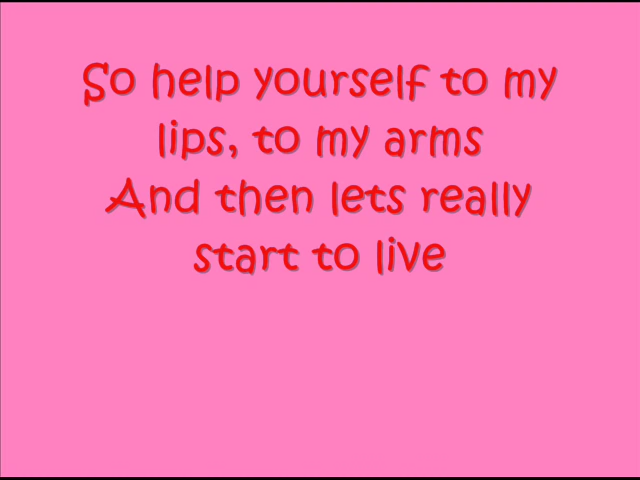 So help yourself to my
lips, to my arms
And then lets really
start to live